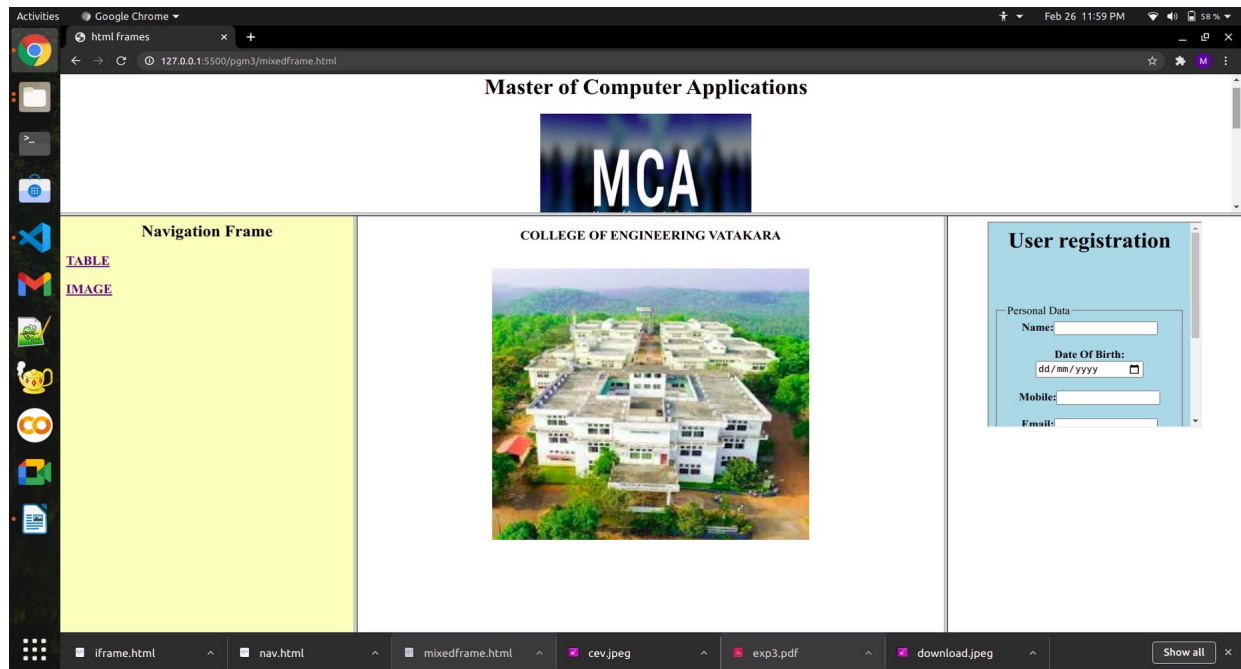 Activities
Google Chrome
Feb 26 11:59 PM
58 %
html frames
127.0.0.1:5500/pgm3/mixedframe.html
M
Master of Computer Applications
MCA
Navigation Frame
TABLE
IMAGE
COLLEGE OF ENGINEERING VATAKARA
User registration
Personal Data
Name:
Date Of Birth:
dd/mm/yyyy
Mobile:
Email:
iframe.html
nav.html
mixedframe.html
cev.jpeg
exp3.pdf
download.jpeg
Show all